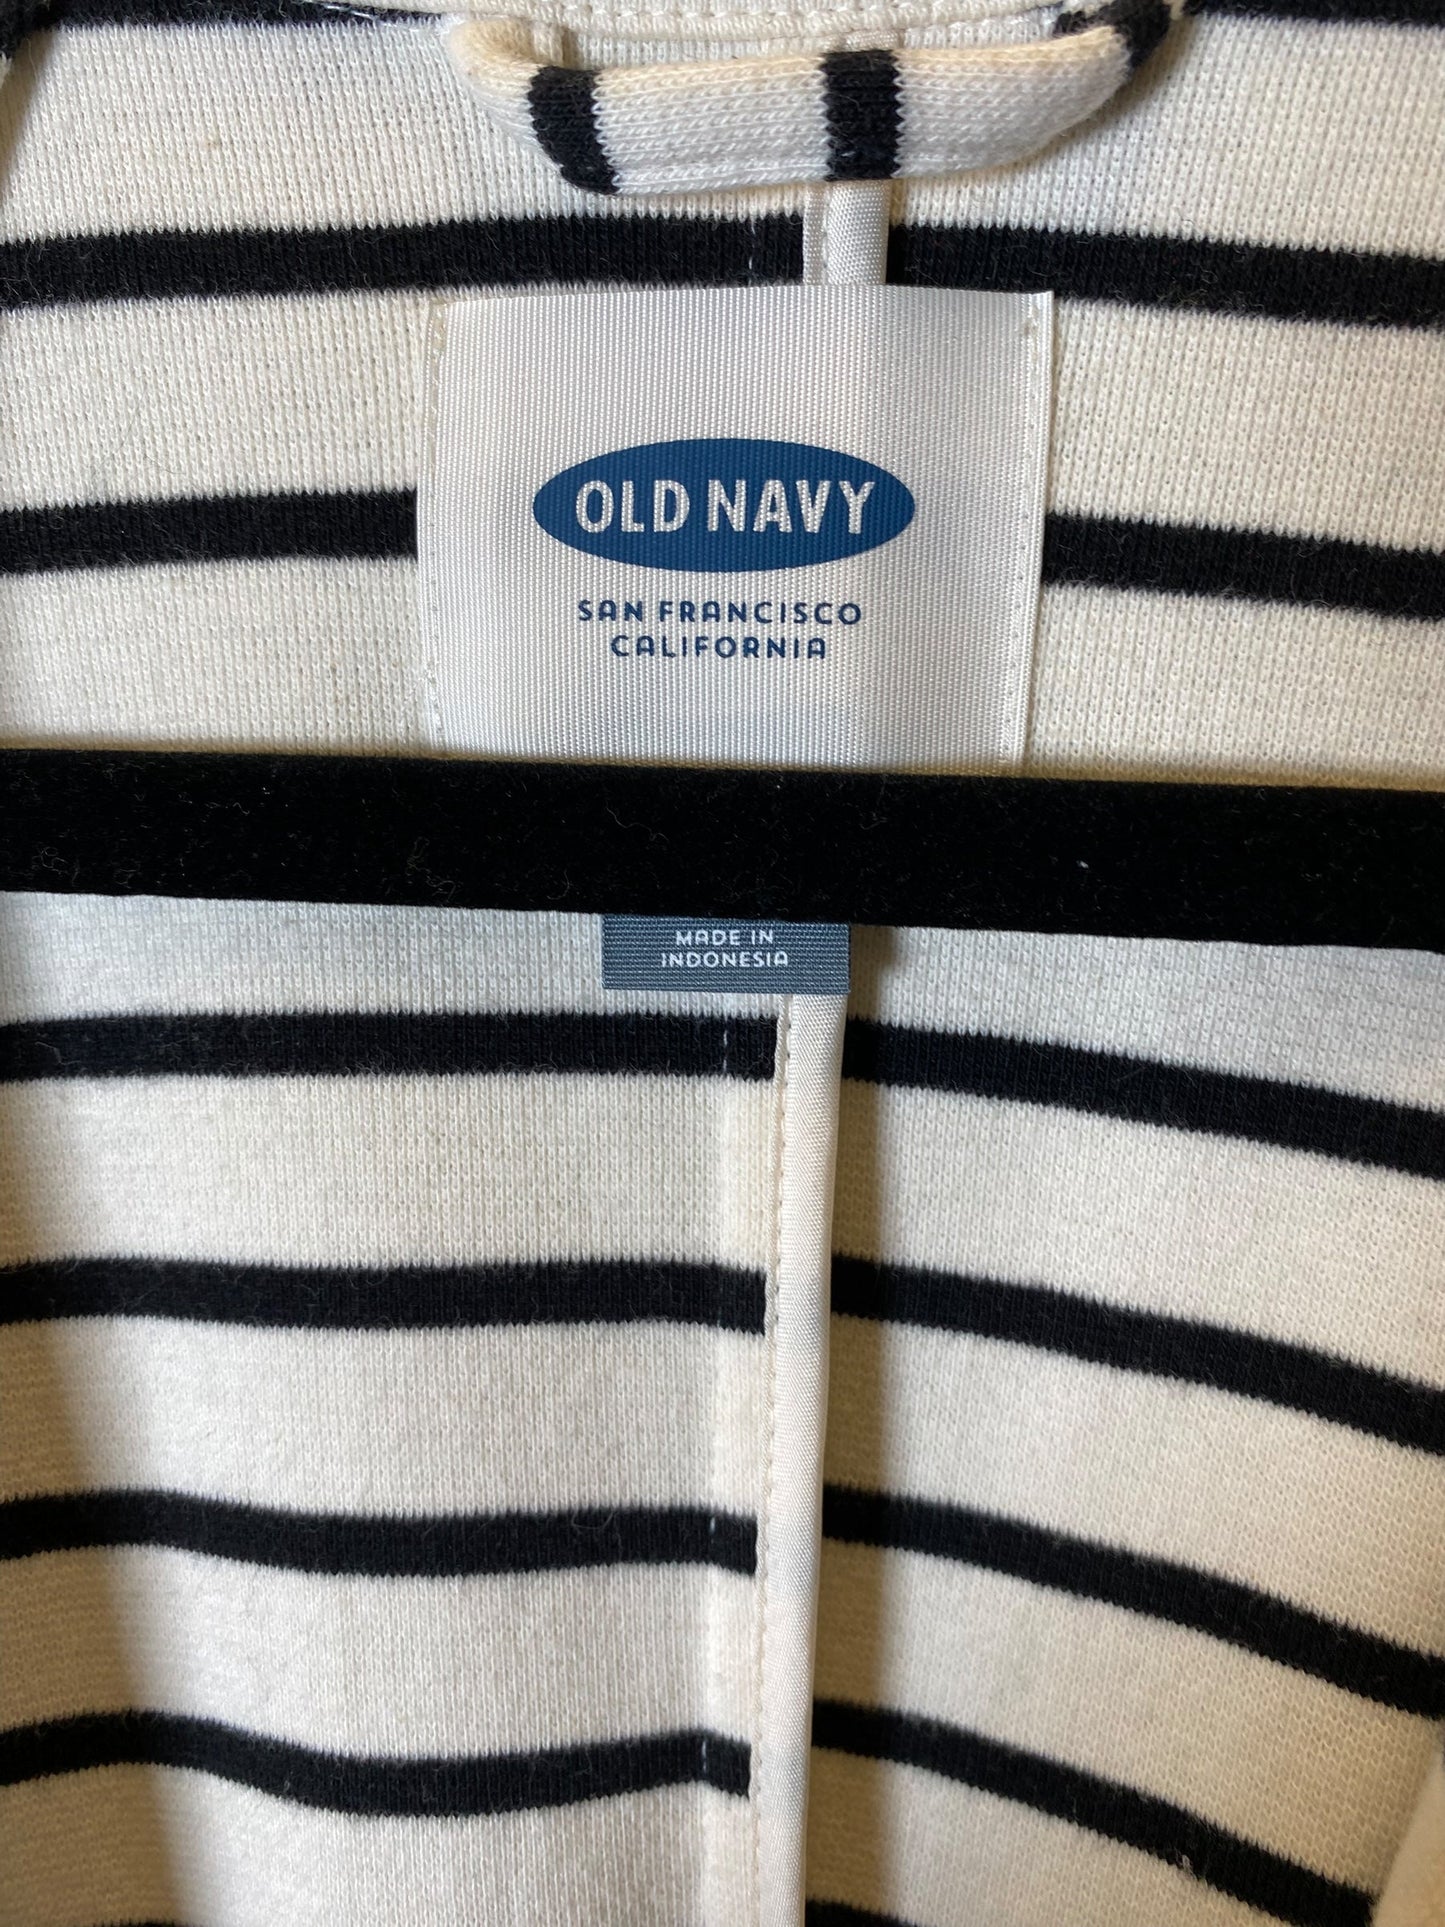 OLD NAVY
SAN FRANCISCO
CALIFORNIA
MADE IN
INDONESIA